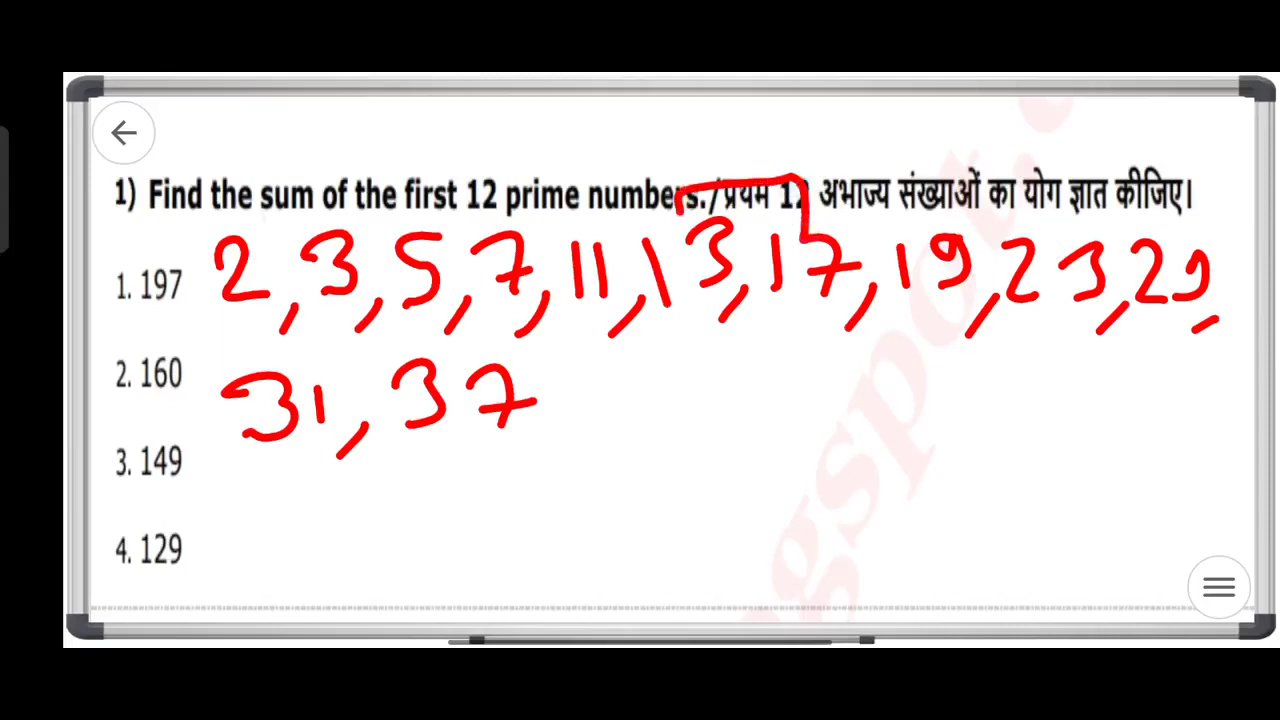 1) Find the sum of the first 12 prime numbers./प्रथम 12 अभाज्य संख्याओं का योग ज्ञात कीजिए।
1. 197
2, 3, 5, 7, 11, 13, 17, 19, 23, 29,
2. 160
31, 37
3. 149
4. 129